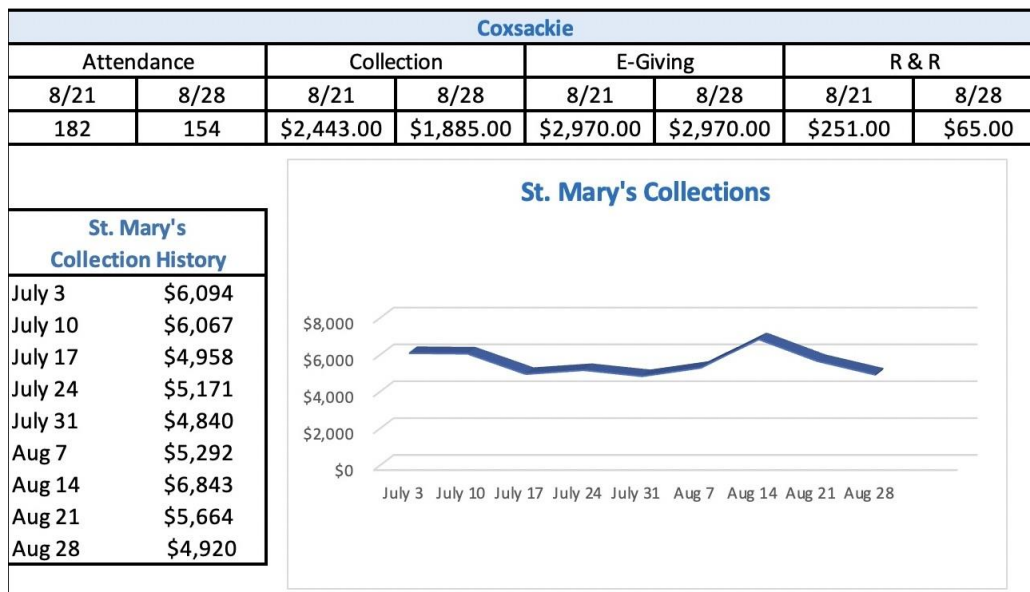 Coxsackie
Attendance Collection E-Giving R & R
8/21 8/28 8/21 8/28 8/21 8/28 8/21 8/28
182 154 $2,443.00 $1,885.00 $2,970.00 $2,970.00 $251.00 $65.00
St. Mary's
Collection History
July 3 $6,094
July 10 $6,067
July 17 $4,958
July 24 $5,171
July 31 $4,840
Aug 7 $5,292
Aug 14 $6,843
Aug 21 $5,664
Aug 28 $4,920
St. Mary's Collections
$8,000
$6,000
$4,000
$2,000
$0
July 3 July 10 July 17 July 24 July 31 Aug 7 Aug 14 Aug 21 Aug 28